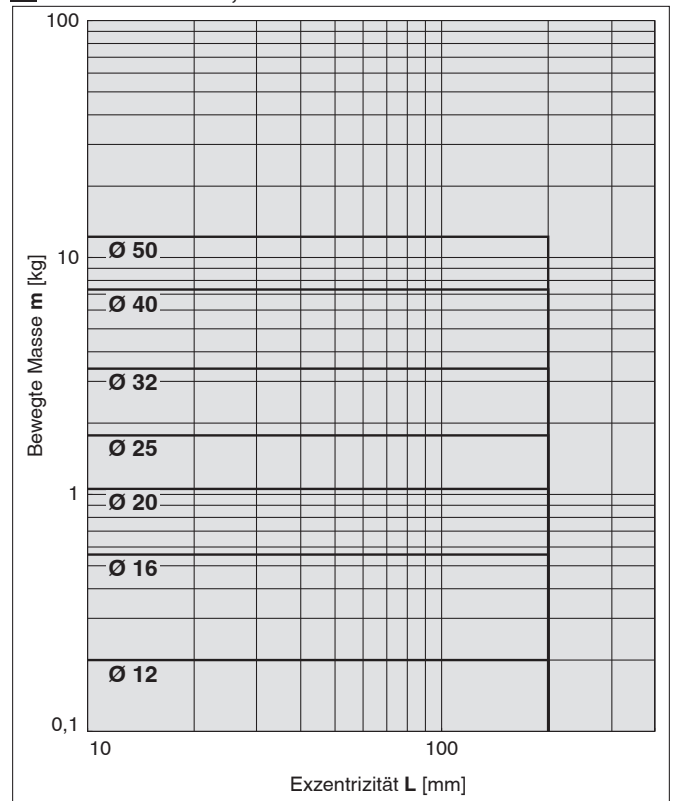 100
10
1
0,1
Bewegte Masse m [kg]
Ø 50
Ø 40
Ø 32
Ø 25
Ø 20
Ø 16
Ø 12
10
100
Exzentrizität L [mm]